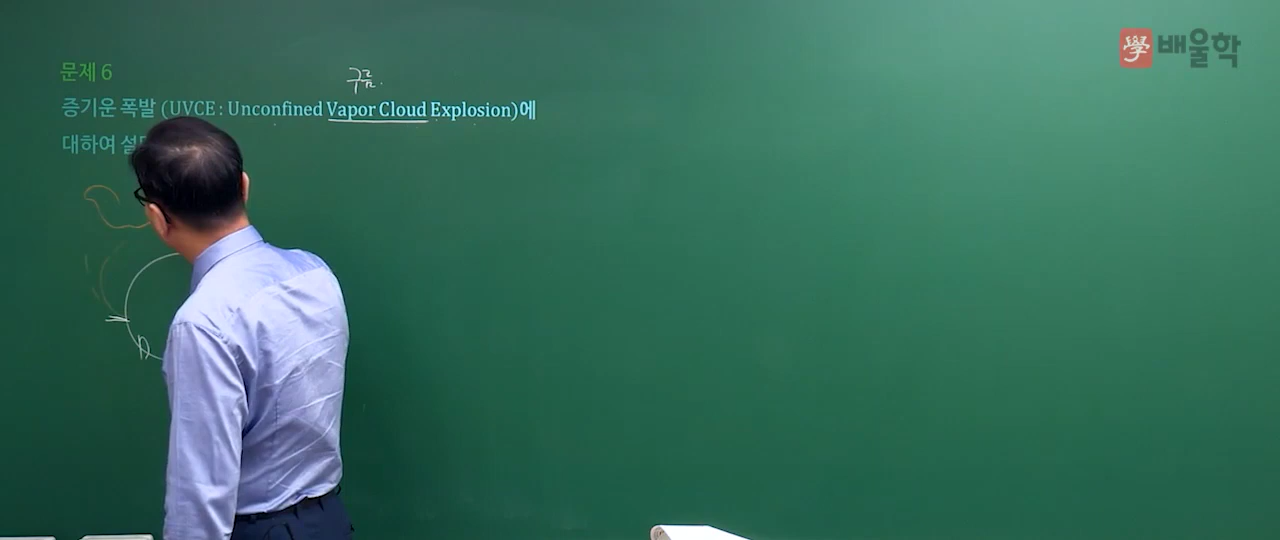 學 배울학
문제 6
구름.
증기운 폭발 (UVCE : Unconfined Vapor Cloud Explosion)에
대하여